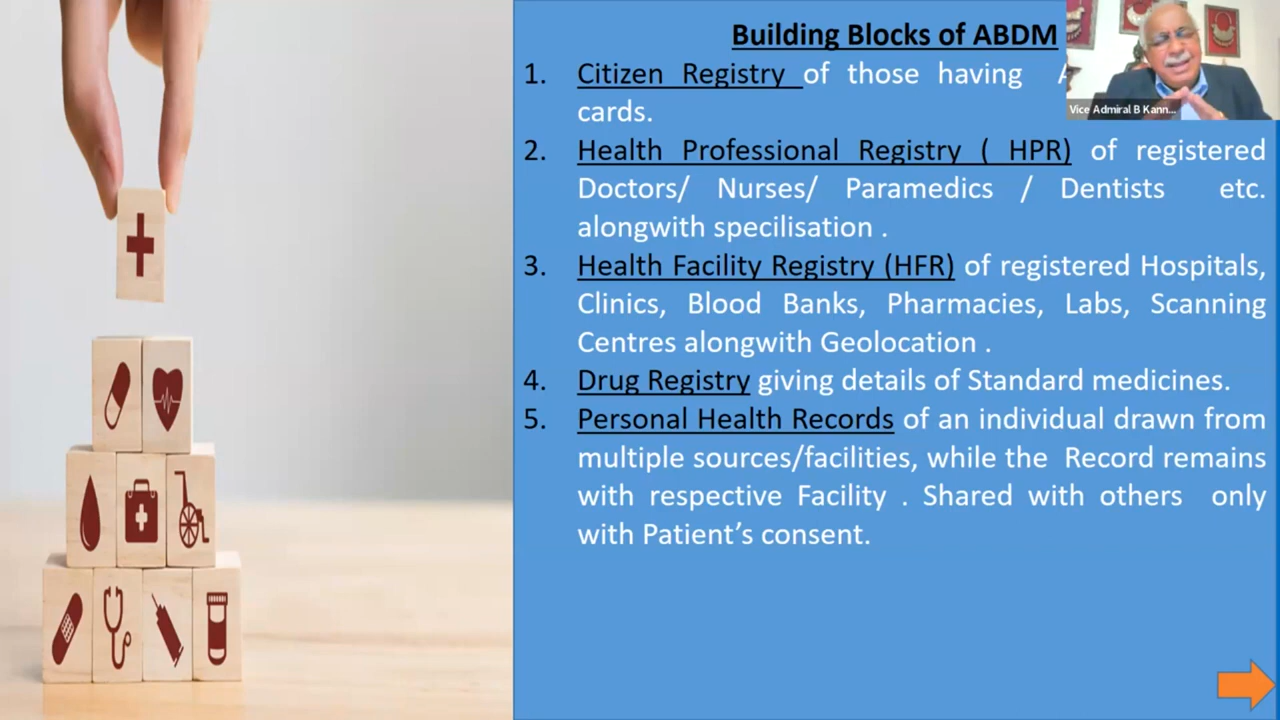 Building Blocks of ABDM
1. Citizen Registry of those having
cards.
2. Health Professional Registry ( HPR) of registered
Doctors/ Nurses/ Paramedics / Dentists etc.
alongwith specilisation .
3. Health Facility Registry (HFR) of registered Hospitals,
Clinics, Blood Banks, Pharmacies, Labs, Scanning
Centres alongwith Geolocation .
4. Drug Registry giving details of Standard medicines.
5. Personal Health Records of an individual drawn from
multiple sources/facilities, while the Record remains
with respective Facility . Shared with others only
with Patient’s consent.
Vice Admiral B Kann...